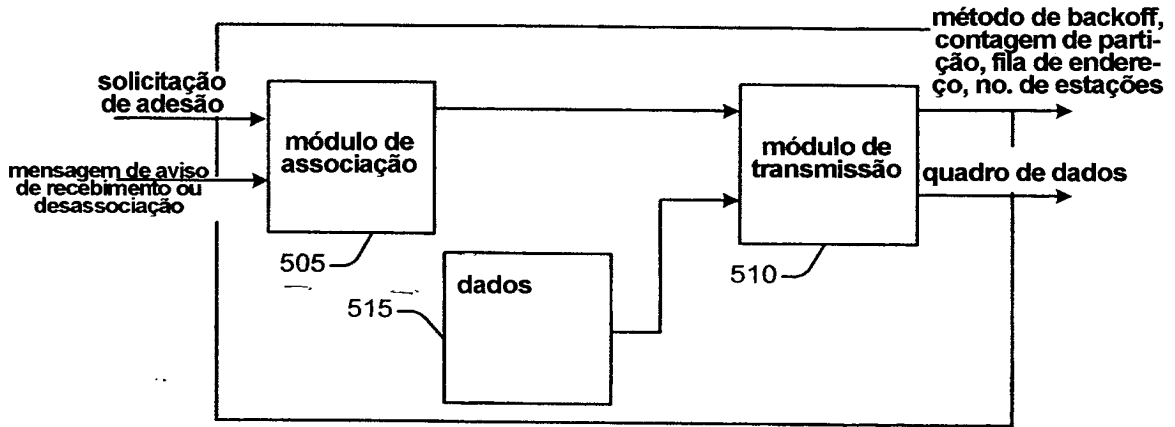 método de backoff,
contagem de parti-
ção, fila de endere-
ço, no. de estações
solicitação
de adesão
módulo de
associação
módulo de
transmissão
mensagem de aviso
de recebimento ou
desassociação
quadro de dados
505
dados
510
515